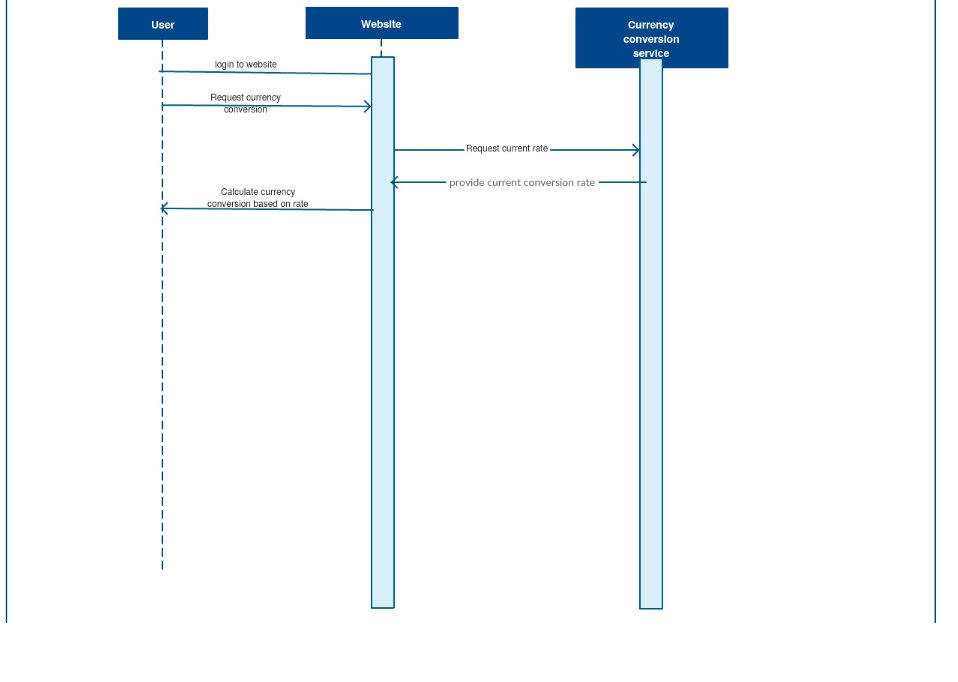 User
Website
Currency
conversion
service
login to website
Request currency
conversion
Request current rate
provide current conversion rate
Calculate currency
conversion based on rate